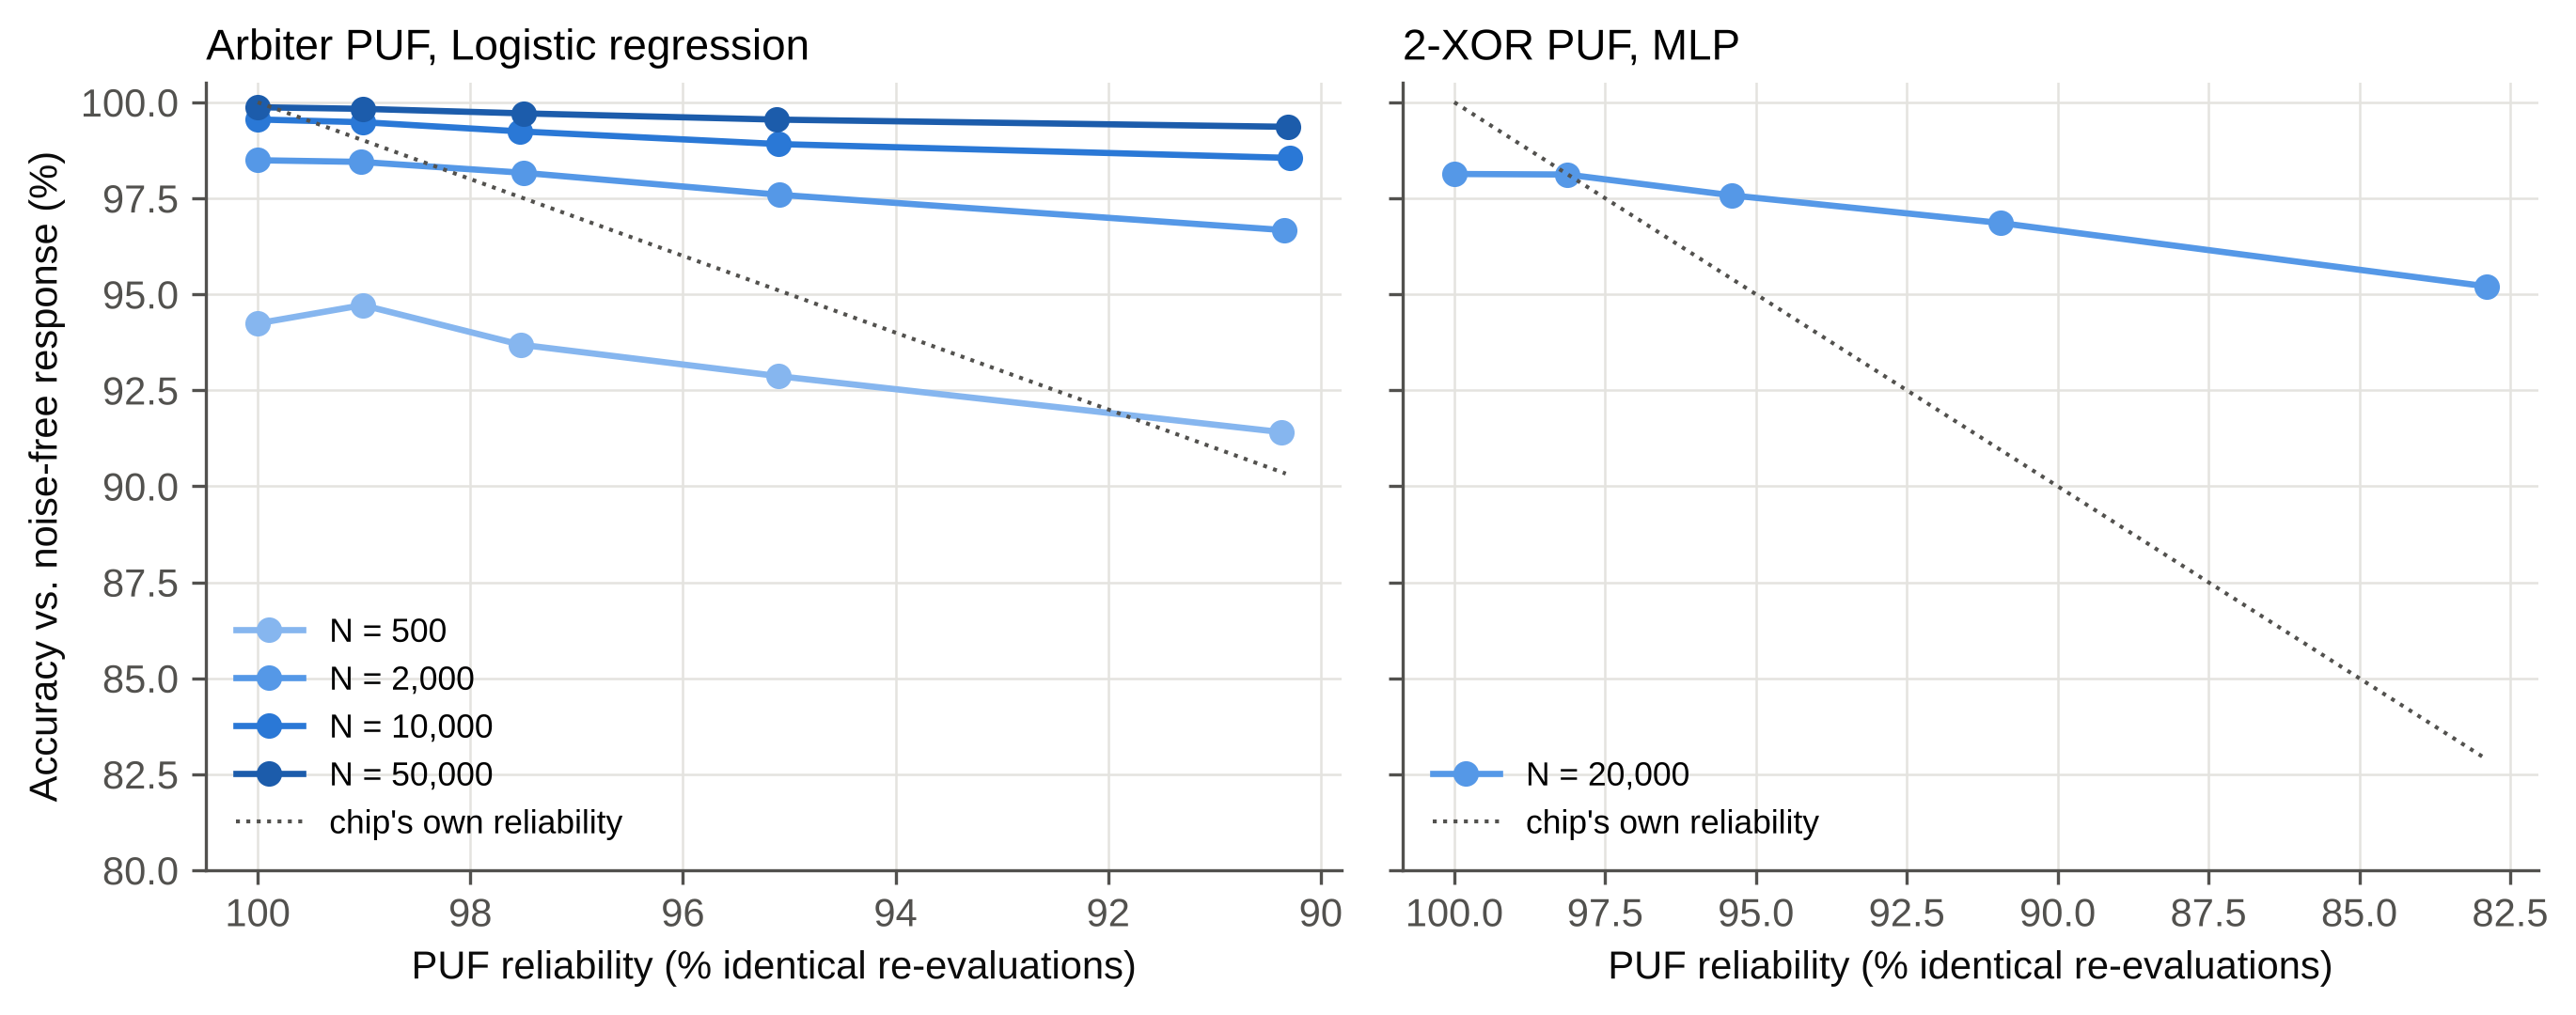 Arbiter PUF, Logistic regression
Accuracy vs. noise-free response (%)
100.0
97.5
95.0
92.5
90.0
87.5
85.0
82.5
80.0
N = 500
N = 2,000
N = 10,000
N = 50,000
chip's own reliability
100 98 96 94 92 90
PUF reliability (% identical re-evaluations)
2-XOR PUF, MLP
N = 20,000
chip's own reliability
100.0 97.5 95.0 92.5 90.0 87.5 85.0 82.5
PUF reliability (% identical re-evaluations)